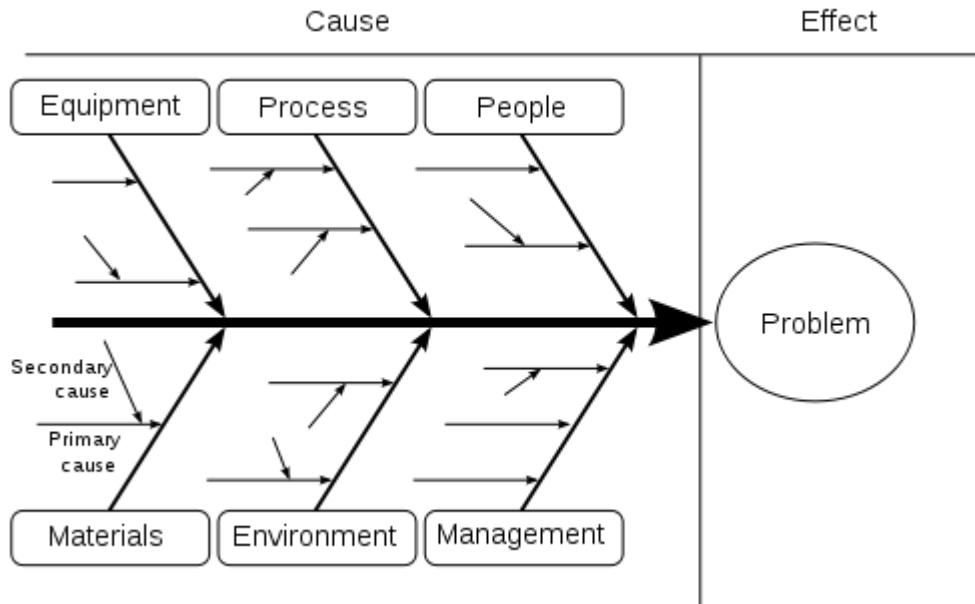 Cause
Effect
Equipment
Process
People
Problem
Secondary
cause
Primary
cause
Materials
Environment
Management